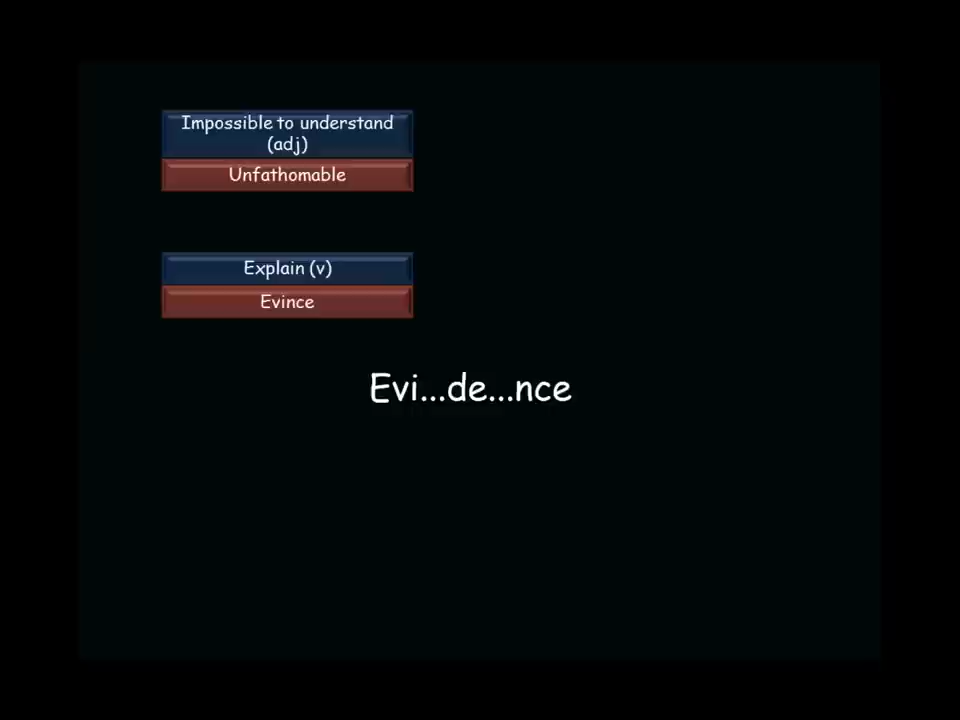 Impossible to understand
(adj)
Unfathomable
Explain (v)
Evince
Evi...de...nce